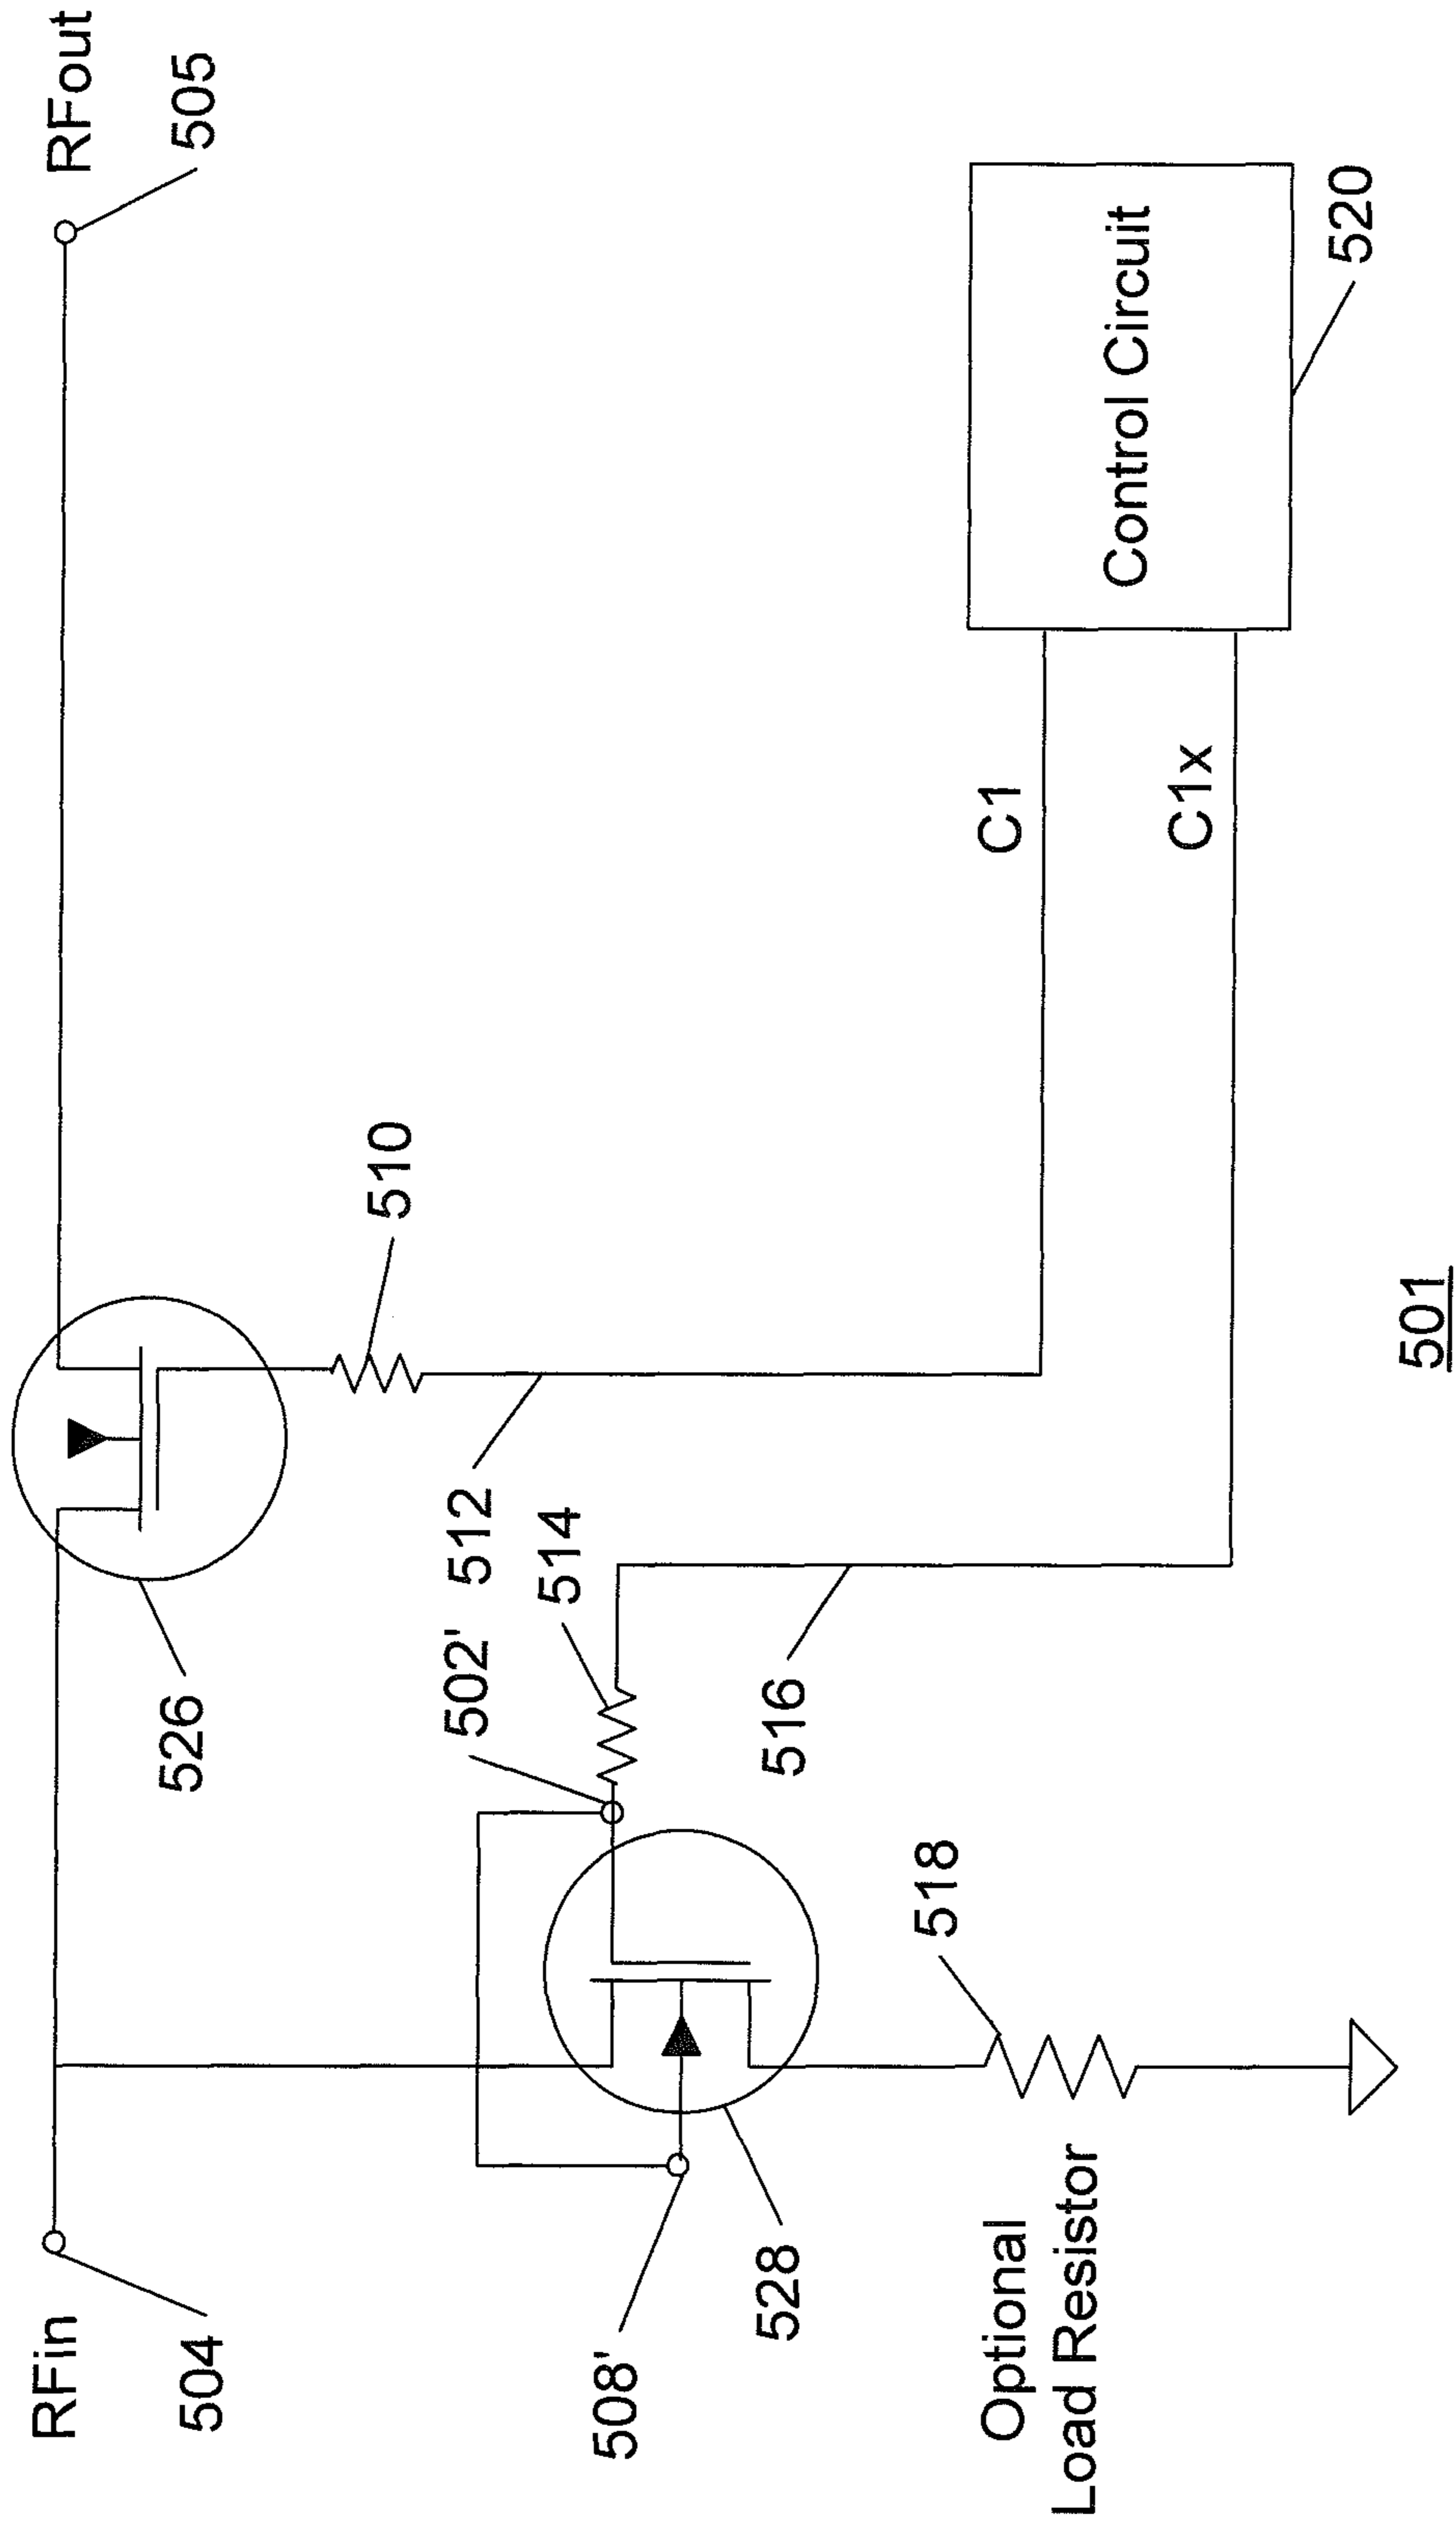 RFin
504
526
RFout
505
510
502'
512
514
508'
528
516
518
C1
C1x
Control Circuit
520
Optional
Load Resistor
501